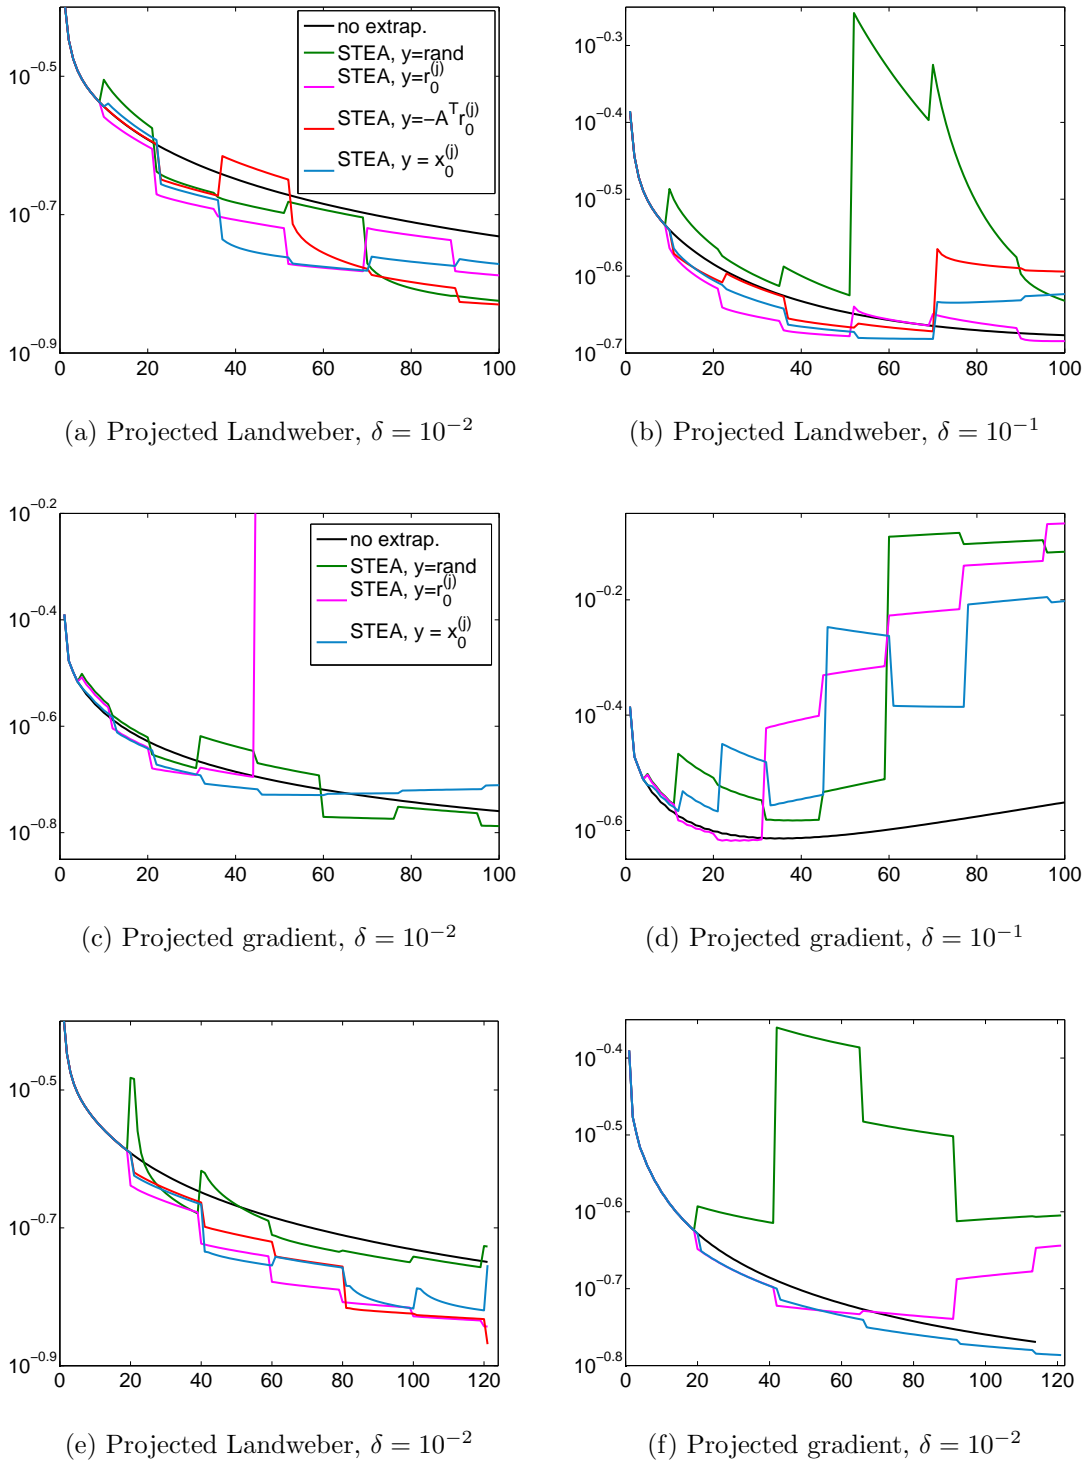 10^−0.5
10^−0.7
10^−0.9
0 20 40 60 80 100
no extrap.
STEA, y=rand
STEA, y=r_0^(j)
STEA, y=−A^T r_0^(j)
STEA, y = x_0^(j)
(a) Projected Landweber, δ = 10^−2
10^−0.3
10^−0.4
10^−0.5
10^−0.6
10^−0.7
0 20 40 60 80 100
(b) Projected Landweber, δ = 10^−1
10^−0.2
10^−0.4
10^−0.6
10^−0.8
0 20 40 60 80 100
no extrap.
STEA, y=rand
STEA, y=r_0^(j)
STEA, y = x_0^(j)
(c) Projected gradient, δ = 10^−2
10^−0.2
10^−0.4
10^−0.6
0 20 40 60 80 100
(d) Projected gradient, δ = 10^−1
10^−0.5
10^−0.7
10^−0.9
0 20 40 60 80 100 120
(e) Projected Landweber, δ = 10^−2
10^−0.4
10^−0.5
10^−0.6
10^−0.7
10^−0.8
0 20 40 60 80 100 120
(f) Projected gradient, δ = 10^−2